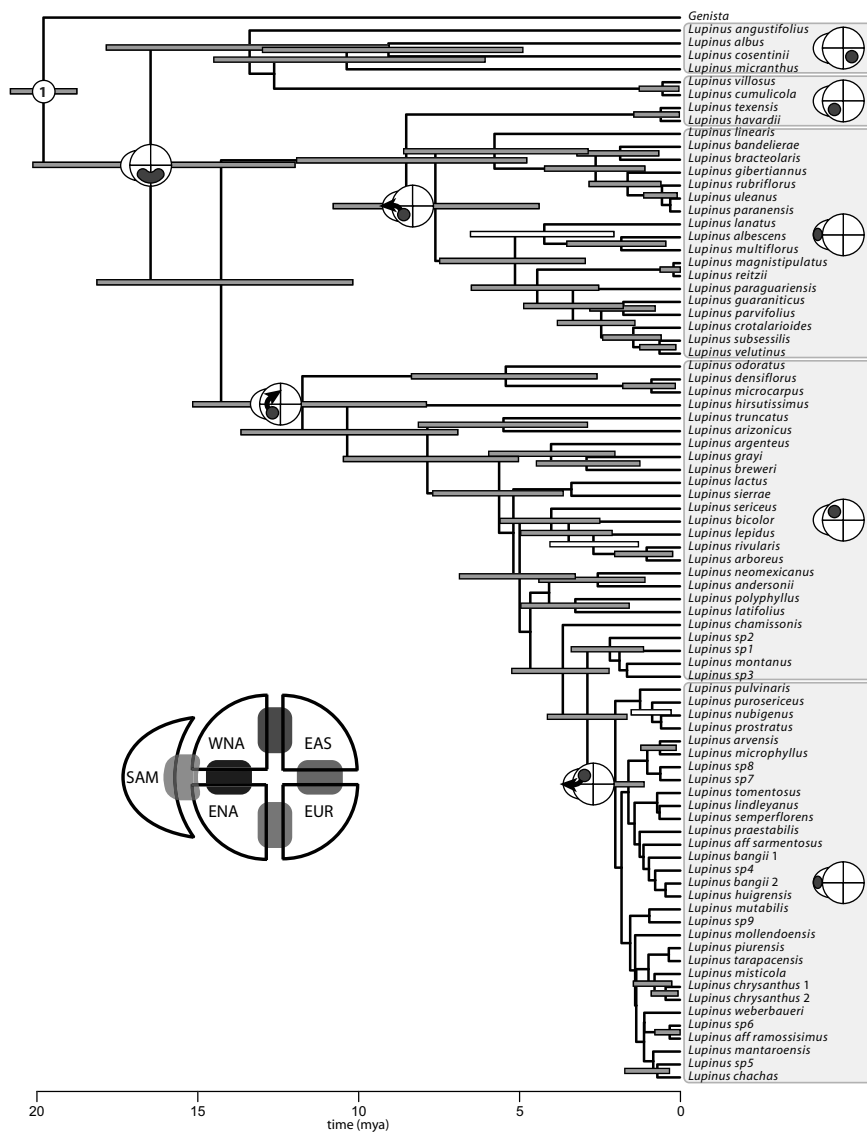 Genista
Lupinus angustifolius
Lupinus albus
Lupinus cosentinii
Lupinus micranthus
Lupinus villosus
1
Lupinus cumulicola
Lupinus texensis
Lupinus havardii
Lupinus linearis
Lupinus bandelierae
Lupinus bracteolaris
Lupinus gibertiannus
Lupinus rubriflorus
Lupinus uleanus
Lupinus paranensis
Lupinus lanatus
Lupinus albescens
Lupinus multiflorus
Lupinus magnistipulatus
Lupinus reitzii
Lupinus paraguariensis
Lupinus guaraniticus
Lupinus parvifolius
Lupinus crotalarioides
Lupinus subsessilis
Lupinus velutinus
Lupinus odoratus
Lupinus densiflorus
Lupinus microcarpus
Lupinus hirsutissimus
Lupinus truncatus
Lupinus arizonicus
Lupinus argenteus
Lupinus grayi
Lupinus breweri
Lupinus lactus
Lupinus sierrae
Lupinus sericeus
Lupinus bicolor
Lupinus lepidus
Lupinus rivularis
Lupinus arboreus
Lupinus neomexicanus
Lupinus andersonii
Lupinus polyphyllus
Lupinus latifolius
Lupinus chamissonis
Lupinus sp2
Lupinus sp1
Lupinus montanus
Lupinus sp3
Lupinus pulvinaris
Lupinus purosericeus
Lupinus nubigenus
Lupinus prostratus
Lupinus arvensis
Lupinus microphyllus
Lupinus sp8
Lupinus sp7
Lupinus tomentosus
Lupinus lindleyanus
Lupinus semperflorens
Lupinus praestabilis
Lupinus aff sarmentosus
Lupinus bangii 1
Lupinus sp4
Lupinus bangii 2
Lupinus huigrensis
Lupinus mutabilis
Lupinus sp9
Lupinus mollendoensis
Lupinus piurensis
Lupinus tarapacensis
Lupinus misticola
Lupinus chrysanthus 1
Lupinus chrysanthus 2
Lupinus weberbaueri
Lupinus sp6
Lupinus aff ramossisimus
Lupinus mantaroensis
Lupinus sp5
Lupinus chachas
WNA EAS
SAM
ENA EUR
20 15 10 5 0
time (mya)